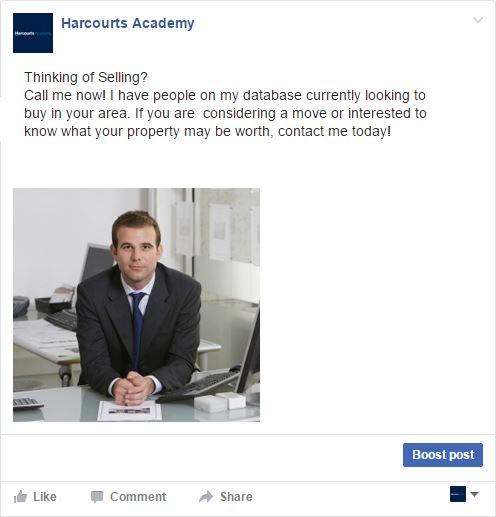 Harcourts Academy
Harcourts Academy
Thinking of Selling?
Call me now! I have people on my database currently looking to
buy in your area. If you are  considering a move or interested to
know what your property may be worth, contact me today!
Boost post
Like
Comment
Share